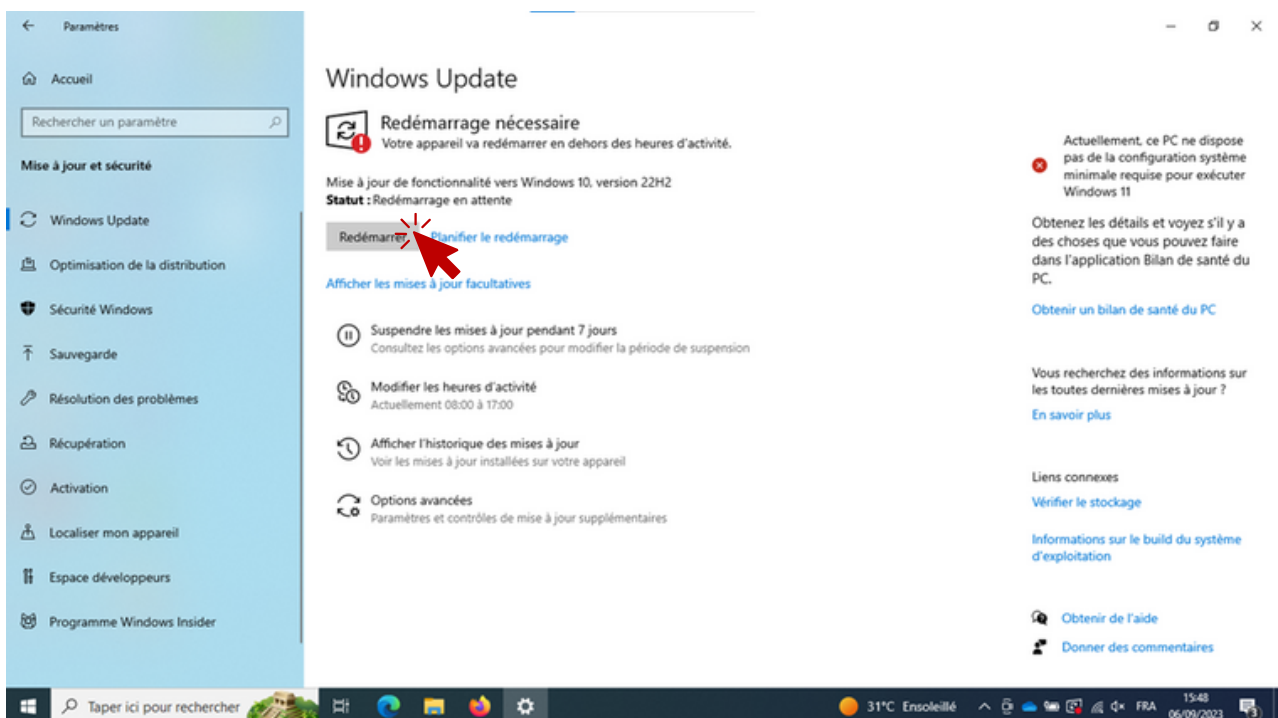 Paramètres
Accueil
Rechercher un paramètre
Mise à jour et sécurité
Windows Update
Optimisation de la distribution
Sécurité Windows
Sauvegarde
Résolution des problèmes
Récupération
Activation
Localiser mon appareil
Espace développeurs
Programme Windows Insider
Windows Update
Redémarrage nécessaire
Votre appareil va redémarrer en dehors des heures d'activité.
Mise à jour de fonctionnalité vers Windows 10, version 22H2
Statut : Redémarrage en attente
Redémarrer Planifier le redémarrage
Afficher les mises à jour facultatives
Suspendre les mises à jour pendant 7 jours
Consultez les options avancées pour modifier la période de suspension
Modifier les heures d'activité
Actuellement 08:00 à 17:00
Afficher l'historique des mises à jour
Voir les mises à jour installées sur votre appareil
Options avancées
Paramètres et contrôles de mise à jour supplémentaires
Actuellement, ce PC ne dispose
pas de la configuration système
minimale requise pour exécuter
Windows 11
Obtenez les détails et voyez s'il y a
des choses que vous pouvez faire
dans l'application Bilan de santé du
PC.
Obtenir un bilan de santé du PC
Vous recherchez des informations sur
les toutes dernières mises à jour ?
En savoir plus
Liens connexes
Vérifier le stockage
Informations sur le build du système
d'exploitation
Obtenir de l'aide
Donner des commentaires
Taper ici pour rechercher
31°C Ensoleillé
FRA
15:48
06/09/2023